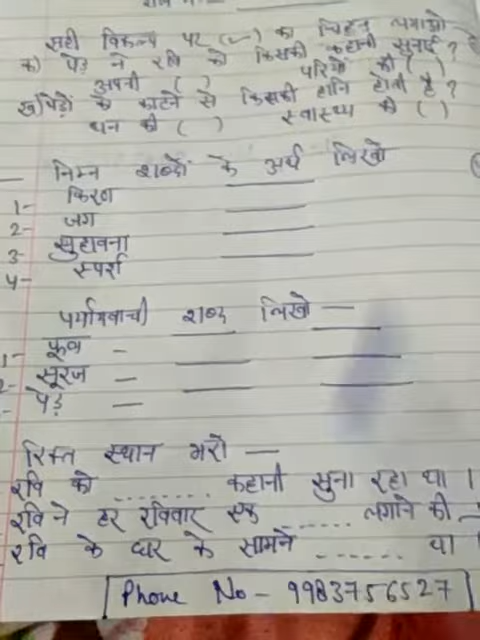 सही विकल्प पर (✓) का चिह्न लगाओ
क) पेड़ ने रवि को किसकी कहानी सुनाई ?
अपनी ( ) परियों की ( )
ख) पेड़ों के काटने से किसकी हानि होती है ?
धन की ( ) स्वास्थ्य की ( )
निम्न शब्दों के अर्थ लिखो
1- किरण
2- जग
3- सुहावना
4- स्पर्श
पर्यायवाची शब्द लिखो —
1- फूल –
2- सूरज –
पेड़ —
रिक्त स्थान भरो —
रवि को ........ कहानी सुना रहा था ।
रवि ने हर रविवार एक ...... लगाने की
रवि के घर के सामने ...... था
Phone No - 9983756527